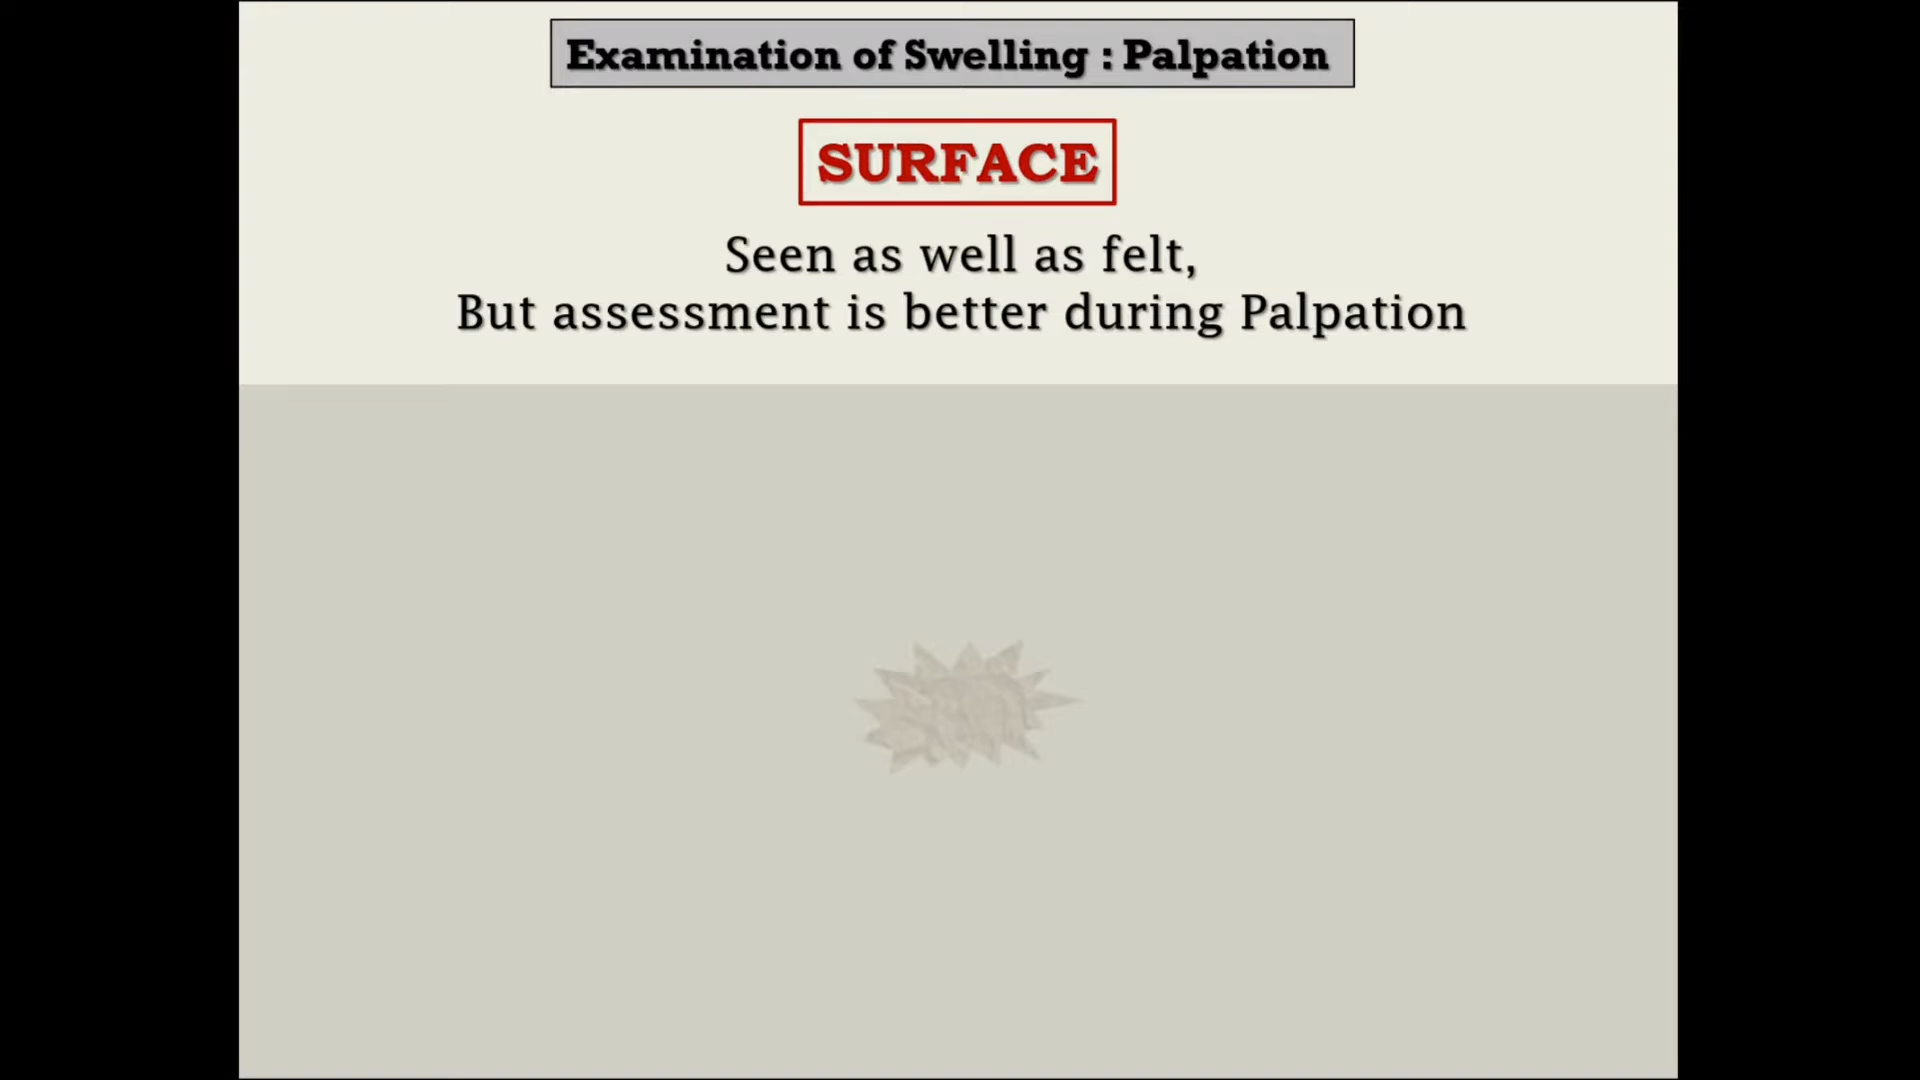 Examination of Swelling : Palpation
SURFACE
Seen as well as felt,
But assessment is better during Palpation